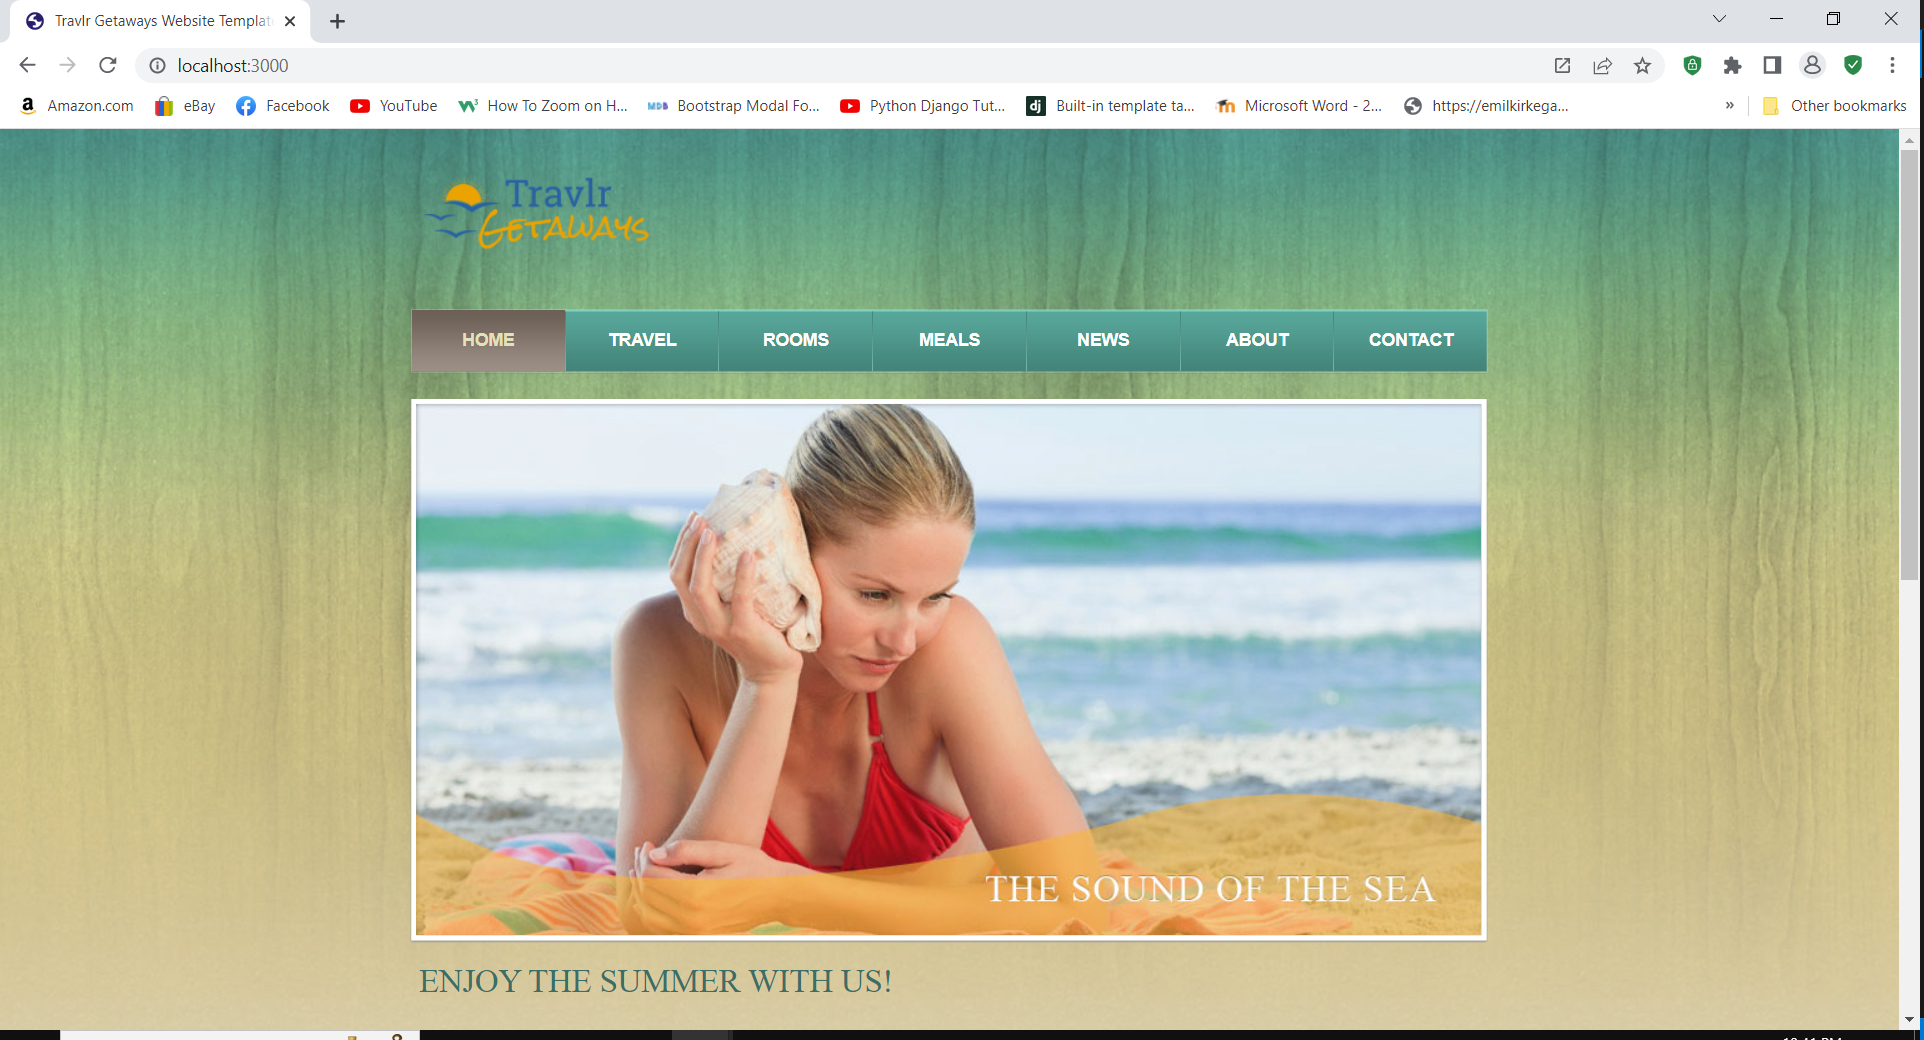 Travlr Getaways Website Templat
localhost:3000
Amazon.com eBay Facebook YouTube How To Zoom on H... Bootstrap Modal Fo... Python Django Tut... Built-in template ta... Microsoft Word - 2... https://emilkirkega... » Other bookmarks
Travlr
GETAWAYS
HOME TRAVEL ROOMS MEALS NEWS ABOUT CONTACT
THE SOUND OF THE SEA
ENJOY THE SUMMER WITH US!